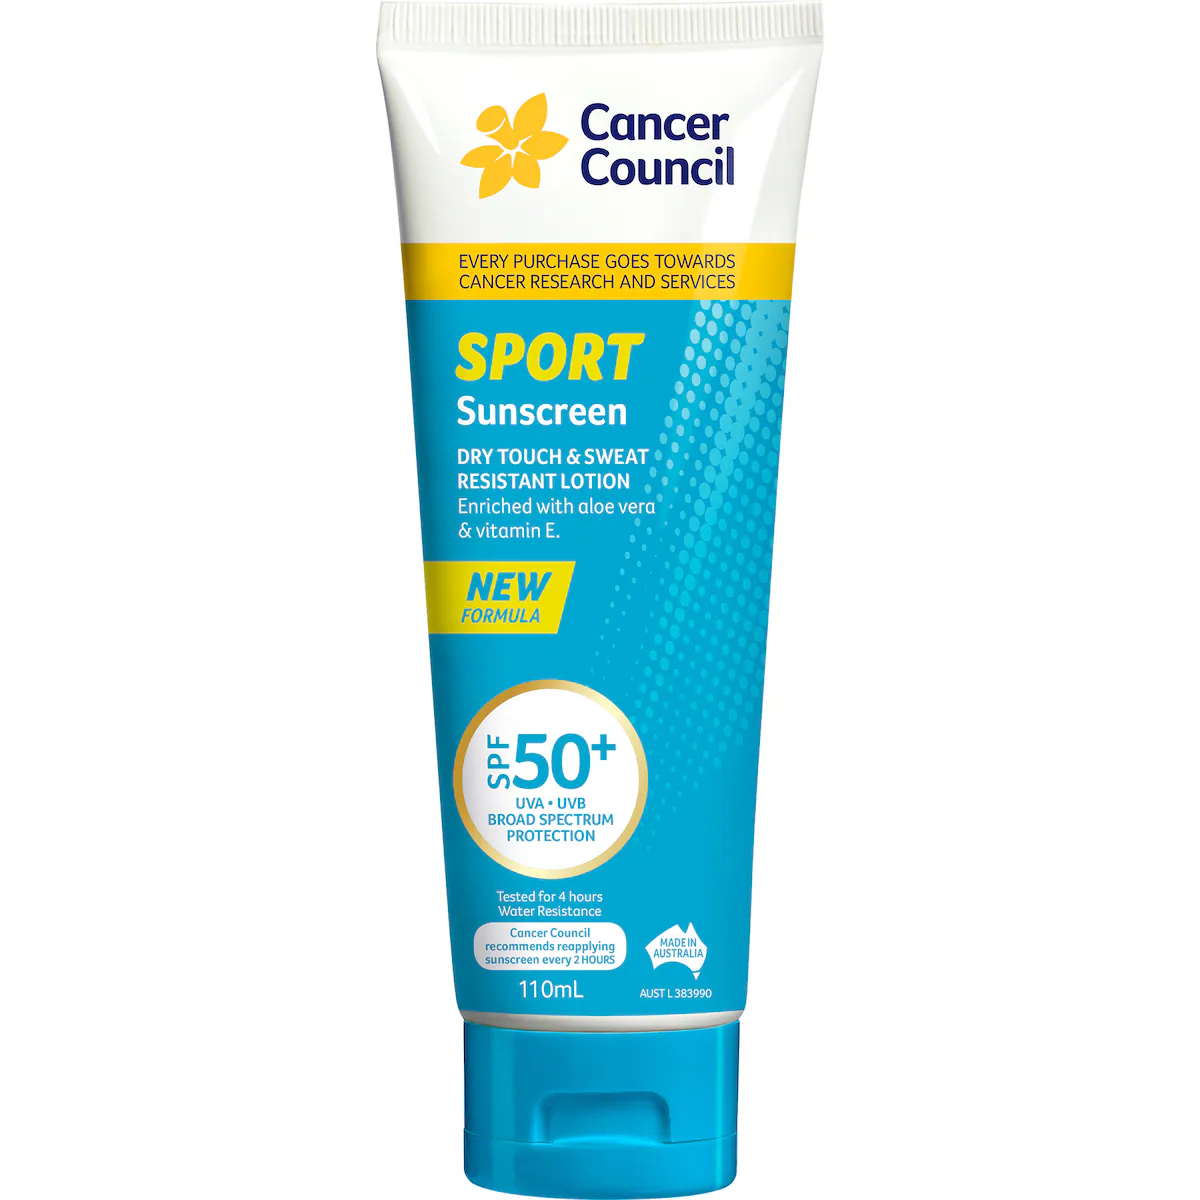 Cancer
Council
EVERY PURCHASE GOES TOWARDS
CANCER RESEARCH AND SERVICES
SPORT
Sunscreen
DRY TOUCH & SWEAT
RESISTANT LOTION
Enriched with aloe vera
& vitamin E.
NEW
FORMULA
SPF 50+
UVA • UVB
BROAD SPECTRUM
PROTECTION
Tested for 4 hours
Water Resistance
Cancer Council
recommends reapplying
sunscreen every 2 HOURS
110mL
MADE IN
AUSTRALIA
AUST L 383990